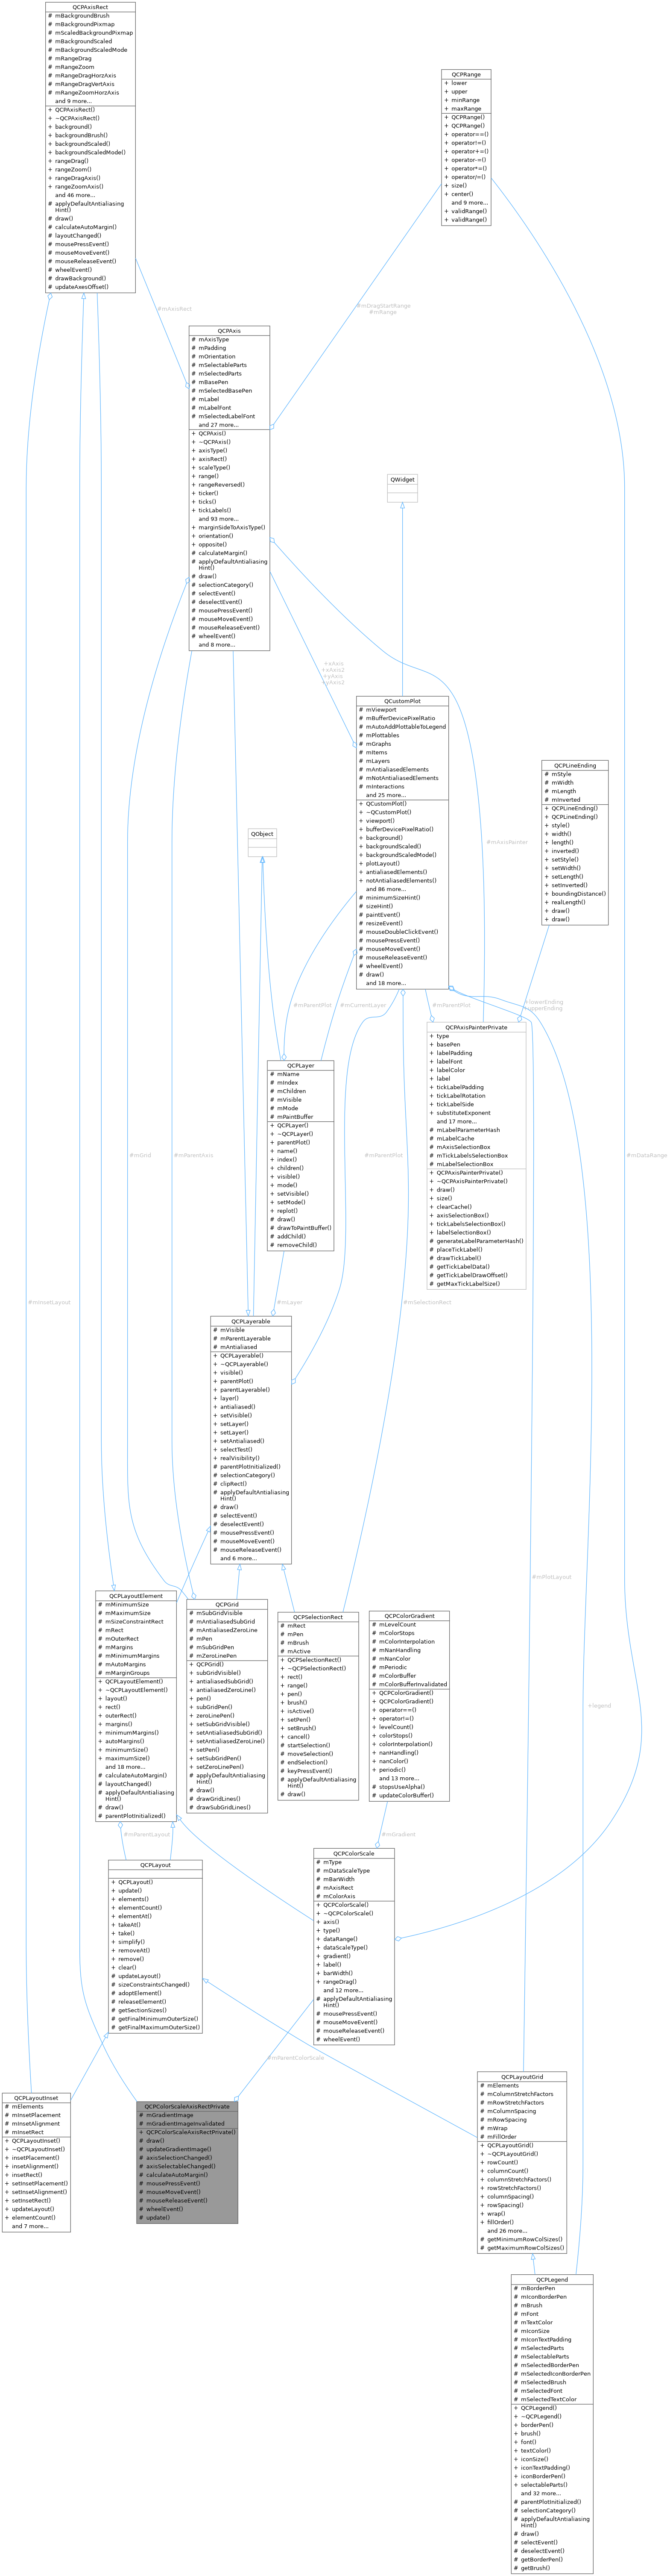 QCPAxisRect
# mBackgroundBrush
# mBackgroundPixmap
# mScaledBackgroundPixmap
# mBackgroundScaled
# mBackgroundScaledMode
# mRangeDrag
# mRangeZoom
# mRangeDragHorzAxis
# mRangeDragVertAxis
# mRangeZoomHorzAxis
and 9 more...
+ QCPAxisRect()
+ ~QCPAxisRect()
+ background()
+ backgroundBrush()
+ backgroundScaled()
+ backgroundScaledMode()
+ rangeDrag()
+ rangeZoom()
+ rangeDragAxis()
+ rangeZoomAxis()
and 46 more...
# applyDefaultAntialiasing
Hint()
# draw()
# calculateAutoMargin()
# layoutChanged()
# mousePressEvent()
# mouseMoveEvent()
# mouseReleaseEvent()
# wheelEvent()
# drawBackground()
# updateAxesOffset()
QCPRange
+ lower
+ upper
+ minRange
+ maxRange
+ QCPRange()
+ QCPRange()
+ operator==()
+ operator!=()
+ operator+=()
+ operator-=()
+ operator*=()
+ operator/=()
+ size()
+ center()
and 9 more...
+ validRange()
+ validRange()
#mAxisRect
#mDragStartRange
#mRange
QCPAxis
# mAxisType
# mPadding
# mOrientation
# mSelectableParts
# mSelectedParts
# mBasePen
# mSelectedBasePen
# mLabel
# mLabelFont
# mSelectedLabelFont
and 27 more...
+ QCPAxis()
+ ~QCPAxis()
+ axisType()
+ axisRect()
+ scaleType()
+ range()
+ rangeReversed()
+ ticker()
+ ticks()
+ tickLabels()
and 93 more...
+ marginSideToAxisType()
+ orientation()
+ opposite()
# calculateMargin()
# applyDefaultAntialiasing
Hint()
# draw()
# selectionCategory()
# selectEvent()
# deselectEvent()
# mousePressEvent()
# mouseMoveEvent()
# mouseReleaseEvent()
# wheelEvent()
and 8 more...
QWidget
+xAxis
+xAxis2
+yAxis
+yAxis2
QCustomPlot
# mViewport
# mBufferDevicePixelRatio
# mAutoAddPlottableToLegend
# mPlottables
# mGraphs
# mItems
# mLayers
# mAntialiasedElements
# mNotAntialiasedElements
# mInteractions
and 25 more...
+ QCustomPlot()
+ ~QCustomPlot()
+ viewport()
+ bufferDevicePixelRatio()
+ background()
+ backgroundScaled()
+ backgroundScaledMode()
+ plotLayout()
+ antialiasedElements()
+ notAntialiasedElements()
and 86 more...
# minimumSizeHint()
# sizeHint()
# paintEvent()
# resizeEvent()
# mouseDoubleClickEvent()
# mousePressEvent()
# mouseMoveEvent()
# mouseReleaseEvent()
# wheelEvent()
# draw()
and 18 more...
QCPLineEnding
# mStyle
# mWidth
# mLength
# mInverted
+ QCPLineEnding()
+ QCPLineEnding()
+ style()
+ width()
+ length()
+ inverted()
+ setStyle()
+ setWidth()
+ setLength()
+ setInverted()
+ boundingDistance()
+ realLength()
+ draw()
+ draw()
QObject
#mAxisPainter
#mParentPlot
#mCurrentLayer
#mParentPlot
+lowerEnding
+upperEnding
QCPAxisPainterPrivate
+ type
+ basePen
+ labelPadding
+ labelFont
+ labelColor
+ label
+ tickLabelPadding
+ tickLabelRotation
+ tickLabelSide
+ substituteExponent
and 17 more...
# mLabelParameterHash
# mLabelCache
# mAxisSelectionBox
# mTickLabelsSelectionBox
# mLabelSelectionBox
+ QCPAxisPainterPrivate()
+ ~QCPAxisPainterPrivate()
+ draw()
+ size()
+ clearCache()
+ axisSelectionBox()
+ tickLabelsSelectionBox()
+ labelSelectionBox()
# generateLabelParameterHash()
# placeTickLabel()
# drawTickLabel()
# getTickLabelData()
# getTickLabelDrawOffset()
# getMaxTickLabelSize()
QCPLayer
# mName
# mIndex
# mChildren
# mVisible
# mMode
# mPaintBuffer
+ QCPLayer()
+ ~QCPLayer()
+ parentPlot()
+ name()
+ index()
+ children()
+ visible()
+ mode()
+ setVisible()
+ setMode()
+ replot()
# draw()
# drawToPaintBuffer()
# addChild()
# removeChild()
#mGrid
#mParentAxis
#mParentPlot
#mDataRange
#mInsetLayout
#mLayer
#mSelectionRect
QCPLayerable
# mVisible
# mParentLayerable
# mAntialiased
+ QCPLayerable()
+ ~QCPLayerable()
+ visible()
+ parentPlot()
+ parentLayerable()
+ layer()
+ antialiased()
+ setVisible()
+ setLayer()
+ setLayer()
+ setAntialiased()
+ selectTest()
+ realVisibility()
# parentPlotInitialized()
# selectionCategory()
# clipRect()
# applyDefaultAntialiasing
Hint()
# draw()
# selectEvent()
# deselectEvent()
# mousePressEvent()
# mouseMoveEvent()
# mouseReleaseEvent()
and 6 more...
#mPlotLayout
QCPLayoutElement
# mMinimumSize
# mMaximumSize
# mSizeConstraintRect
# mRect
# mOuterRect
# mMargins
# mMinimumMargins
# mAutoMargins
# mMarginGroups
+ QCPLayoutElement()
+ ~QCPLayoutElement()
+ layout()
+ rect()
+ outerRect()
+ margins()
+ minimumMargins()
+ autoMargins()
+ minimumSize()
+ maximumSize()
and 18 more...
# calculateAutoMargin()
# layoutChanged()
# applyDefaultAntialiasing
Hint()
# draw()
# parentPlotInitialized()
QCPGrid
# mSubGridVisible
# mAntialiasedSubGrid
# mAntialiasedZeroLine
# mPen
# mSubGridPen
# mZeroLinePen
+ QCPGrid()
+ subGridVisible()
+ antialiasedSubGrid()
+ antialiasedZeroLine()
+ pen()
+ subGridPen()
+ zeroLinePen()
+ setSubGridVisible()
+ setAntialiasedSubGrid()
+ setAntialiasedZeroLine()
+ setPen()
+ setSubGridPen()
+ setZeroLinePen()
# applyDefaultAntialiasing
Hint()
# draw()
# drawGridLines()
# drawSubGridLines()
QCPSelectionRect
# mRect
# mPen
# mBrush
# mActive
+ QCPSelectionRect()
+ ~QCPSelectionRect()
+ rect()
+ range()
+ pen()
+ brush()
+ isActive()
+ setPen()
+ setBrush()
+ cancel()
# startSelection()
# moveSelection()
# endSelection()
# keyPressEvent()
# applyDefaultAntialiasing
Hint()
# draw()
QCPColorGradient
# mLevelCount
# mColorStops
# mColorInterpolation
# mNanHandling
# mNanColor
# mPeriodic
# mColorBuffer
# mColorBufferInvalidated
+ QCPColorGradient()
+ QCPColorGradient()
+ operator==()
+ operator!=()
+ levelCount()
+ colorStops()
+ colorInterpolation()
+ nanHandling()
+ nanColor()
+ periodic()
and 13 more...
# stopsUseAlpha()
# updateColorBuffer()
+legend
#mParentLayout
#mGradient
QCPLayout
+ QCPLayout()
+ update()
+ elements()
+ elementCount()
+ elementAt()
+ takeAt()
+ take()
+ simplify()
+ removeAt()
+ remove()
+ clear()
# updateLayout()
# sizeConstraintsChanged()
# adoptElement()
# releaseElement()
# getSectionSizes()
# getFinalMinimumOuterSize()
# getFinalMaximumOuterSize()
QCPColorScale
# mType
# mDataScaleType
# mBarWidth
# mAxisRect
# mColorAxis
+ QCPColorScale()
+ ~QCPColorScale()
+ axis()
+ type()
+ dataRange()
+ dataScaleType()
+ gradient()
+ label()
+ barWidth()
+ rangeDrag()
and 12 more...
# applyDefaultAntialiasing
Hint()
# mousePressEvent()
# mouseMoveEvent()
# mouseReleaseEvent()
# wheelEvent()
#mParentColorScale
QCPLayoutInset
# mElements
# mInsetPlacement
# mInsetAlignment
# mInsetRect
+ QCPLayoutInset()
+ ~QCPLayoutInset()
+ insetPlacement()
+ insetAlignment()
+ insetRect()
+ setInsetPlacement()
+ setInsetAlignment()
+ setInsetRect()
+ updateLayout()
+ elementCount()
and 7 more...
QCPColorScaleAxisRectPrivate
# mGradientImage
# mGradientImageInvalidated
+ QCPColorScaleAxisRectPrivate()
# draw()
# updateGradientImage()
# axisSelectionChanged()
# axisSelectableChanged()
# calculateAutoMargin()
# mousePressEvent()
# mouseMoveEvent()
# mouseReleaseEvent()
# wheelEvent()
# update()
QCPLayoutGrid
# mElements
# mColumnStretchFactors
# mRowStretchFactors
# mColumnSpacing
# mRowSpacing
# mWrap
# mFillOrder
+ QCPLayoutGrid()
+ ~QCPLayoutGrid()
+ rowCount()
+ columnCount()
+ columnStretchFactors()
+ rowStretchFactors()
+ columnSpacing()
+ rowSpacing()
+ wrap()
+ fillOrder()
and 26 more...
# getMinimumRowColSizes()
# getMaximumRowColSizes()
QCPLegend
# mBorderPen
# mIconBorderPen
# mBrush
# mFont
# mTextColor
# mIconSize
# mIconTextPadding
# mSelectedParts
# mSelectableParts
# mSelectedBorderPen
# mSelectedIconBorderPen
# mSelectedBrush
# mSelectedFont
# mSelectedTextColor
+ QCPLegend()
+ ~QCPLegend()
+ borderPen()
+ brush()
+ font()
+ textColor()
+ iconSize()
+ iconTextPadding()
+ iconBorderPen()
+ selectableParts()
and 32 more...
# parentPlotInitialized()
# selectionCategory()
# applyDefaultAntialiasing
Hint()
# draw()
# selectEvent()
# deselectEvent()
# getBorderPen()
# getBrush()